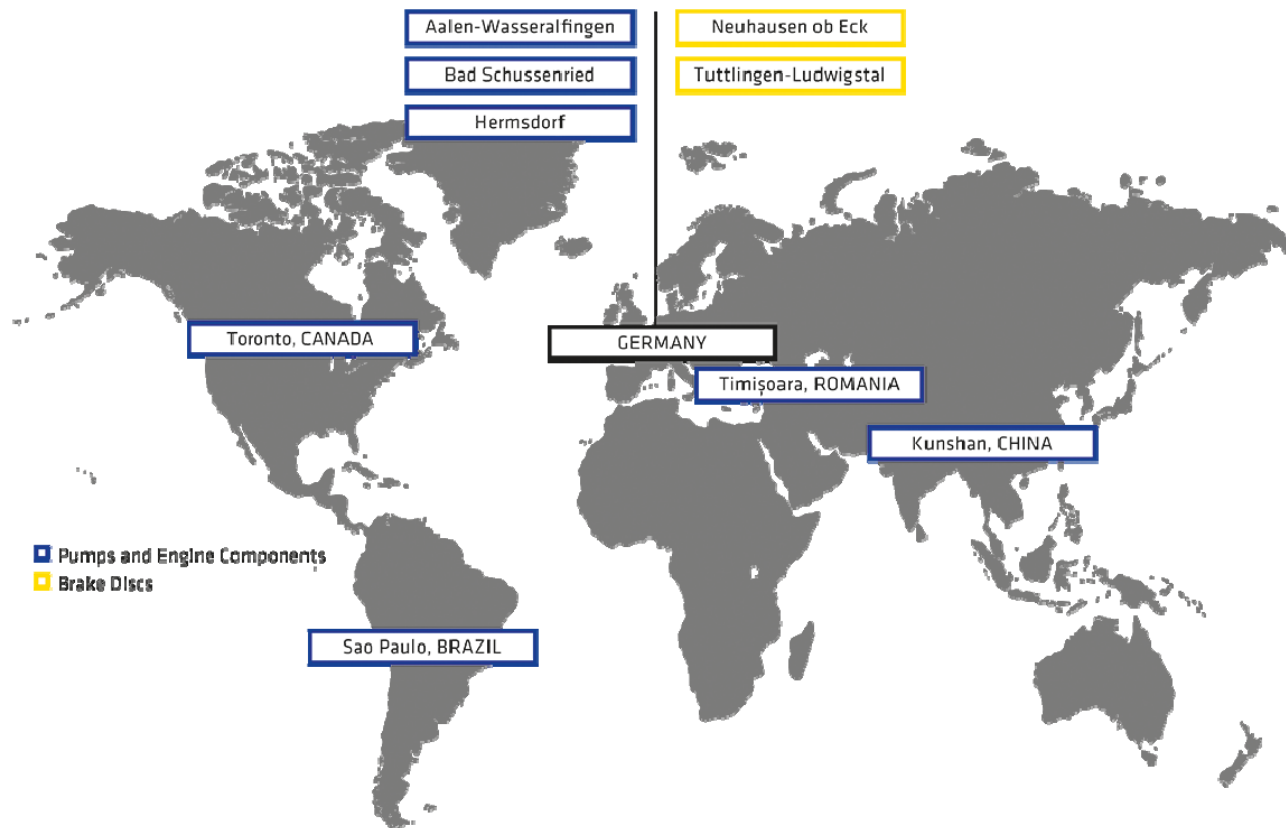 Aalen-Wasseralfingen
Neuhausen ob Eck
Bad Schussenried
Tuttlingen-Ludwigstal
Hermsdorf
Toronto, CANADA
GERMANY
Timişoara, ROMANIA
Kunshan, CHINA
Pumps and Engine Components
Brake Discs
Sao Paulo, BRAZIL